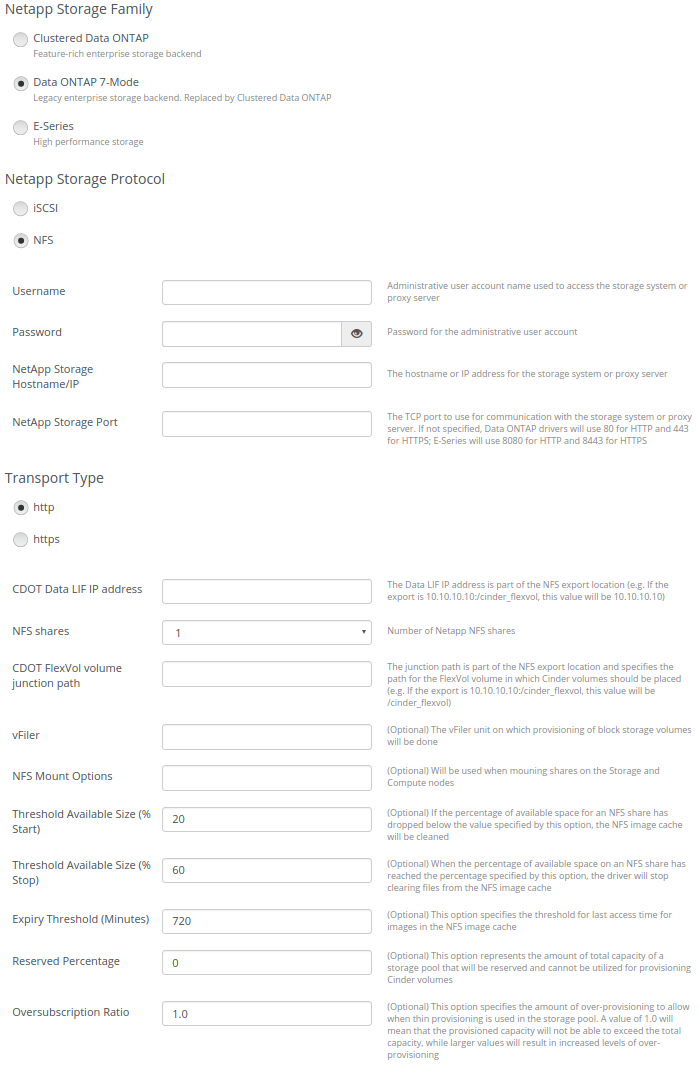 Netapp Storage Family
Clustered Data ONTAP
Feature-rich enterprise storage backend
Data ONTAP 7-Mode
Legacy enterprise storage backend. Replaced by Clustered Data ONTAP
E-Series
High performance storage
Netapp Storage Protocol
iSCSI
NFS
Username
Administrative user account name used to access the storage system or
proxy server
Password
Password for the administrative user account
NetApp Storage
Hostname/IP
The hostname or IP address for the storage system or proxy server
NetApp Storage Port
The TCP port to use for communication with the storage system or proxy
server. If not specified, Data ONTAP drivers will use 80 for HTTP and 443
for HTTPS; E-Series will use 8080 for HTTP and 8443 for HTTPS
Transport Type
http
https
CDOT Data LIF IP address
The Data LIF IP address is part of the NFS export location (e.g. If the
export is 10.10.10.10:/cinder_flexvol, this value will be 10.10.10.10)
NFS shares
1
Number of Netapp NFS shares
CDOT FlexVol volume
junction path
The junction path is part of the NFS export location and specifies the
path for the FlexVol volume in which Cinder volumes should be placed
(e.g. If the export is 10.10.10.10:/cinder_flexvol, this value will be
/cinder_flexvol)
vFiler
(Optional) The vFiler unit on which provisioning of block storage volumes
will be done
NFS Mount Options
(Optional) Will be used when mouning shares on the Storage and
Compute nodes
Threshold Available Size (%
Start)
20
(Optional) If the percentage of available space for an NFS share has
dropped below the value specified by this option, the NFS image cache
will be cleaned
Threshold Available Size (%
Stop)
60
(Optional) When the percentage of available space on an NFS share has
reached the percentage specified by this option, the driver will stop
clearing files from the NFS image cache
Expiry Threshold (Minutes)
720
(Optional) This option specifies the threshold for last access time for
images in the NFS image cache
Reserved Percentage
0
(Optional) This option represents the amount of total capacity of a
storage pool that will be reserved and cannot be utilized for provisioning
Cinder volumes
Oversubscription Ratio
1.0
(Optional) This option specifies the amount of over-provisioning to allow
when thin provisioning is used in the storage pool. A value of 1.0 will
mean that the provisioned capacity will not be able to exceed the total
capacity, while larger values will result in increased levels of over-
provisioning